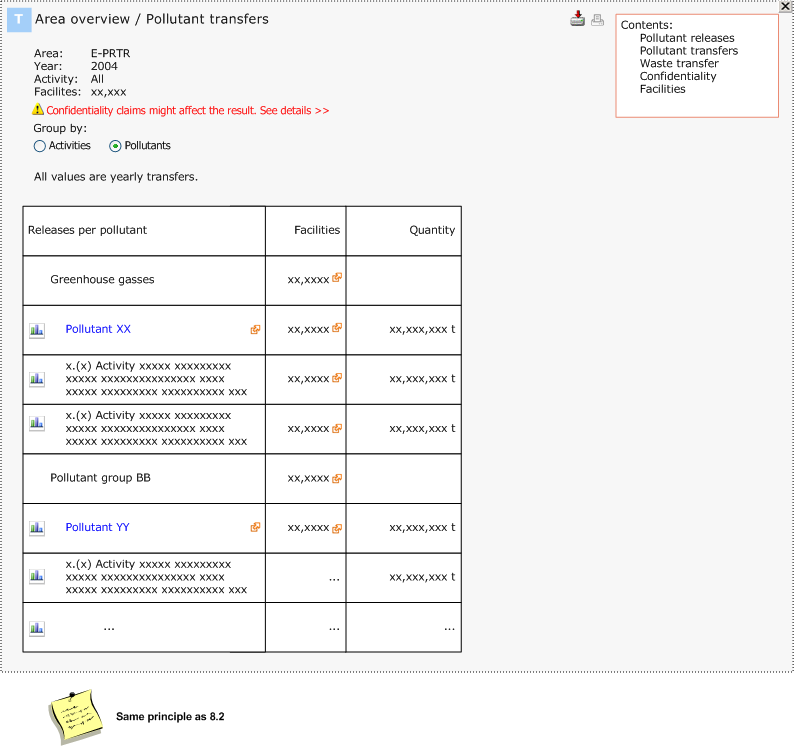 T Area overview / Pollutant transfers
Contents:
Pollutant releases
Pollutant transfers
Waste transfer
Confidentiality
Facilities
Area: E-PRTR
Year: 2004
Activity: All
Facilites: xx,xxx
Confidentiality claims might affect the result. See details >>
Group by:
Activities Pollutants
All values are yearly transfers.
Releases per pollutant Facilities Quantity
Greenhouse gasses xx,xxxx
Pollutant XX xx,xxxx xx,xxx,xxx t
x.(x) Activity xxxxx xxxxxxxxx
xxxxx xxxxxxxxxxxxxxx xxxx
xxxxx xxxxxxxxx xxxxxxxxxx xxx
xx,xxxx xx,xxx,xxx t
x.(x) Activity xxxxx xxxxxxxxx
xxxxx xxxxxxxxxxxxxxx xxxx
xxxxx xxxxxxxxx xxxxxxxxxx xxx
xx,xxxx xx,xxx,xxx t
Pollutant group BB xx,xxxx
Pollutant YY xx,xxxx xx,xxx,xxx t
x.(x) Activity xxxxx xxxxxxxxx
xxxxx xxxxxxxxxxxxxxx xxxx
xxxxx xxxxxxxxx xxxxxxxxxx xxx
... xx,xxx,xxx t
... ... ...
Same principle as 8.2